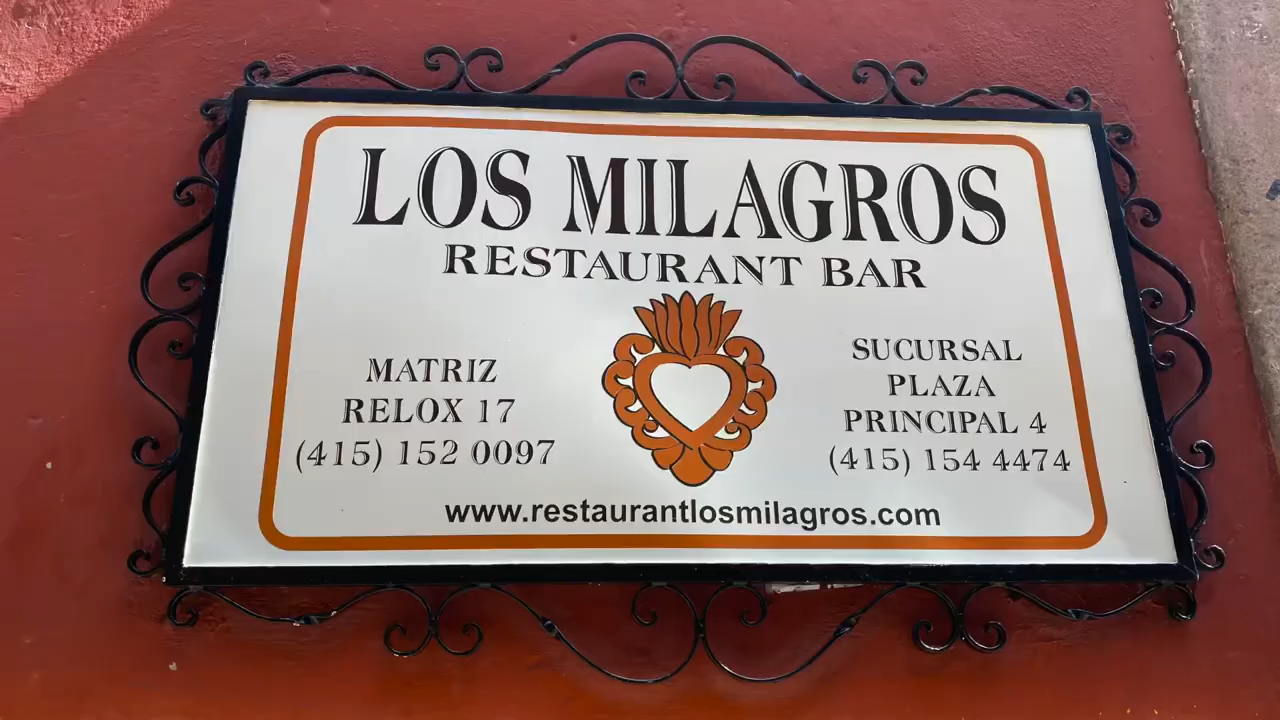 LOS MILAGROS
RESTAURANT BAR
MATRIZ
RELOX 17
(415) 152 0097
SUCURSAL
PLAZA
PRINCIPAL 4
(415) 154 4474
www.restaurantlosmilagros.com